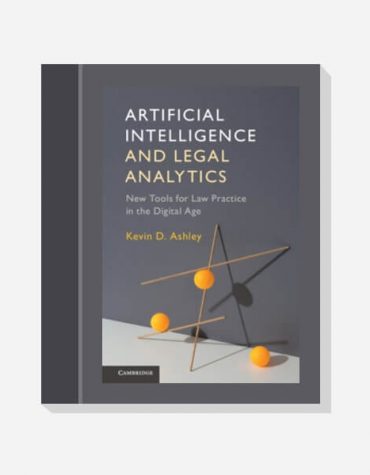 ARTIFICIAL
INTELLIGENCE
AND LEGAL
ANALYTICS
New Tools for Law Practice
in the Digital Age
Kevin D. Ashley
CAMBRIDGE